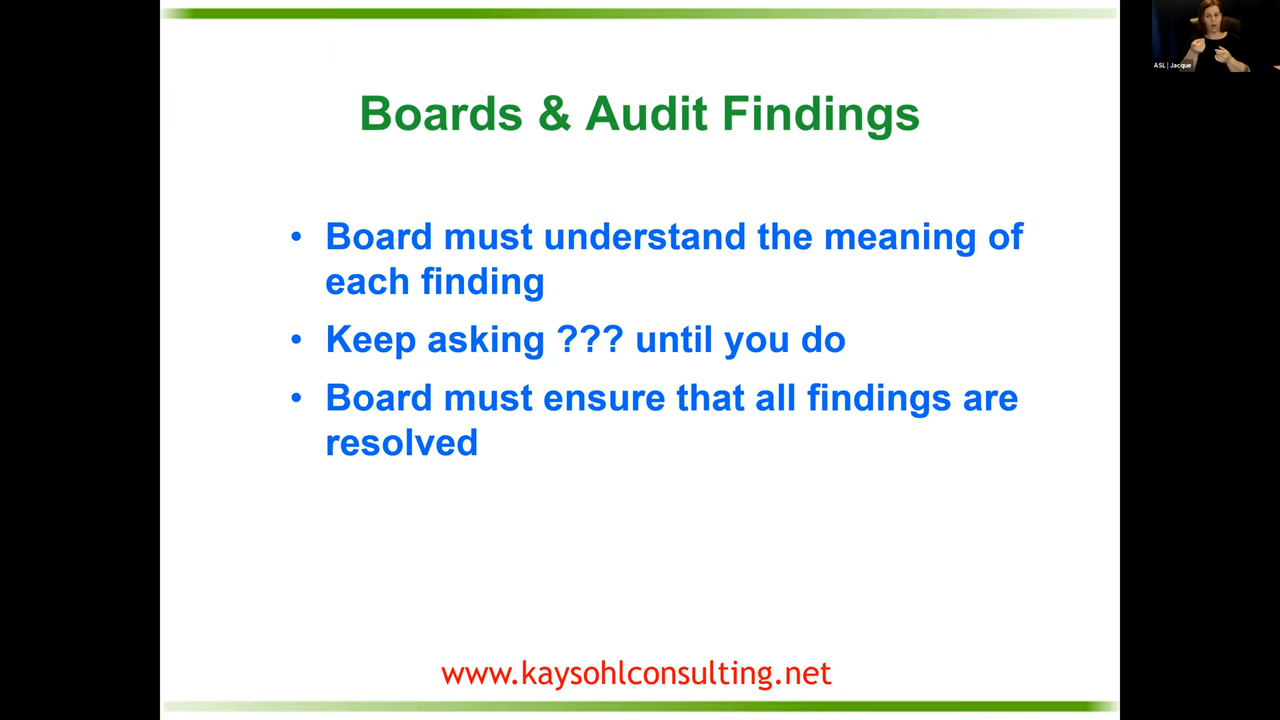 Boards & Audit Findings
• Board must understand the meaning of
each finding
• Keep asking ??? until you do
• Board must ensure that all findings are
resolved
www.kaysohlconsulting.net
ASL | Jacque